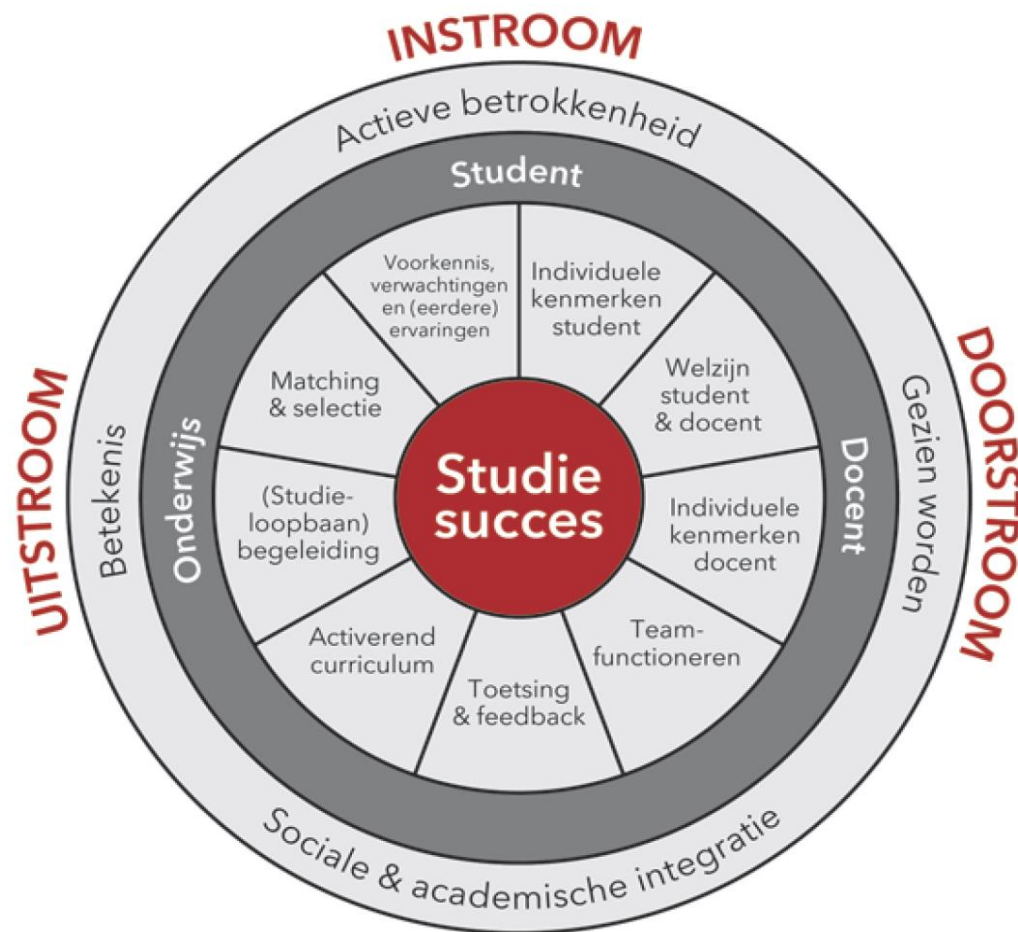 INSTROOM
Actieve betrokkenheid
Student
Voorkennis,
verwachtingen
en (eerdere)
ervaringen
Individuele
kenmerken
student
Welzijn
student
& docent
Matching
& selectie
DOORSTROOM
Gezien worden
Docent
UITSTROOM
Betekenis
Onderwijs
Studie
succes
(Studie-
loopbaan)
begeleiding
Individuele
kenmerken
docent
Activerend
curriculum
Team-
functioneren
Toetsing
& feedback
Sociale & academische integratie